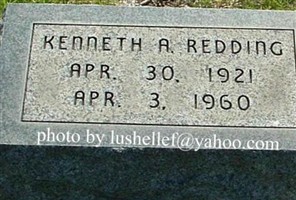 KENNETH A. REDDING
APR. 30. 1921
APR. 3, 1960
photo by lushellef@yahoo.com